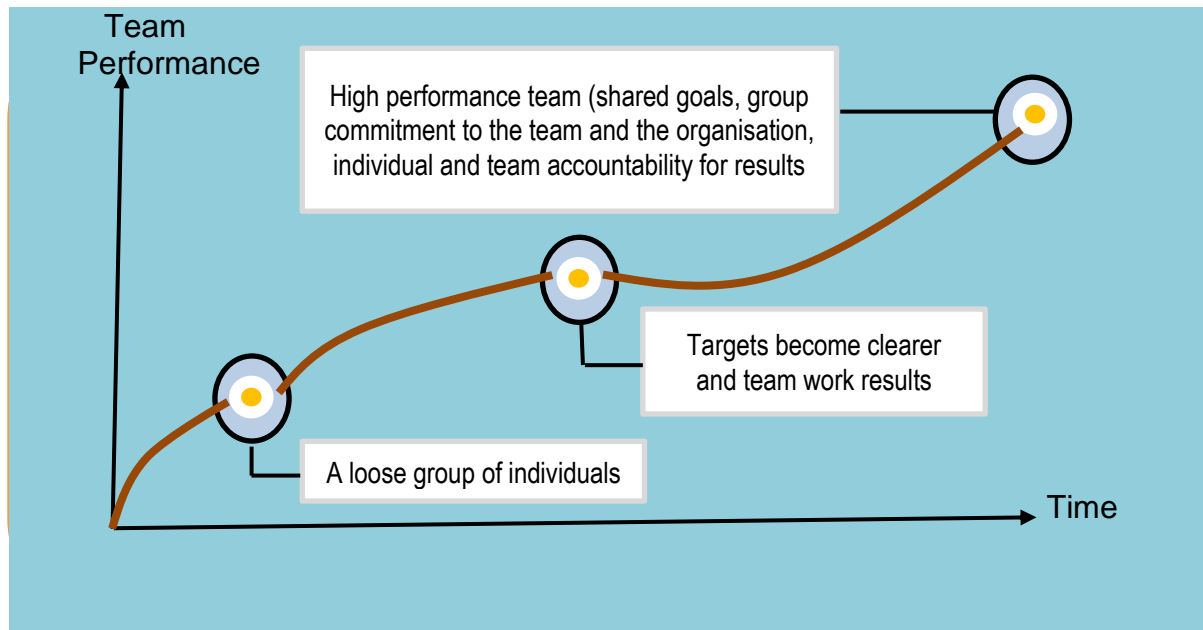 Team
Performance
High performance team (shared goals, group
commitment to the team and the organisation,
individual and team accountability for results
Targets become clearer
and team work results
A loose group of individuals
Time